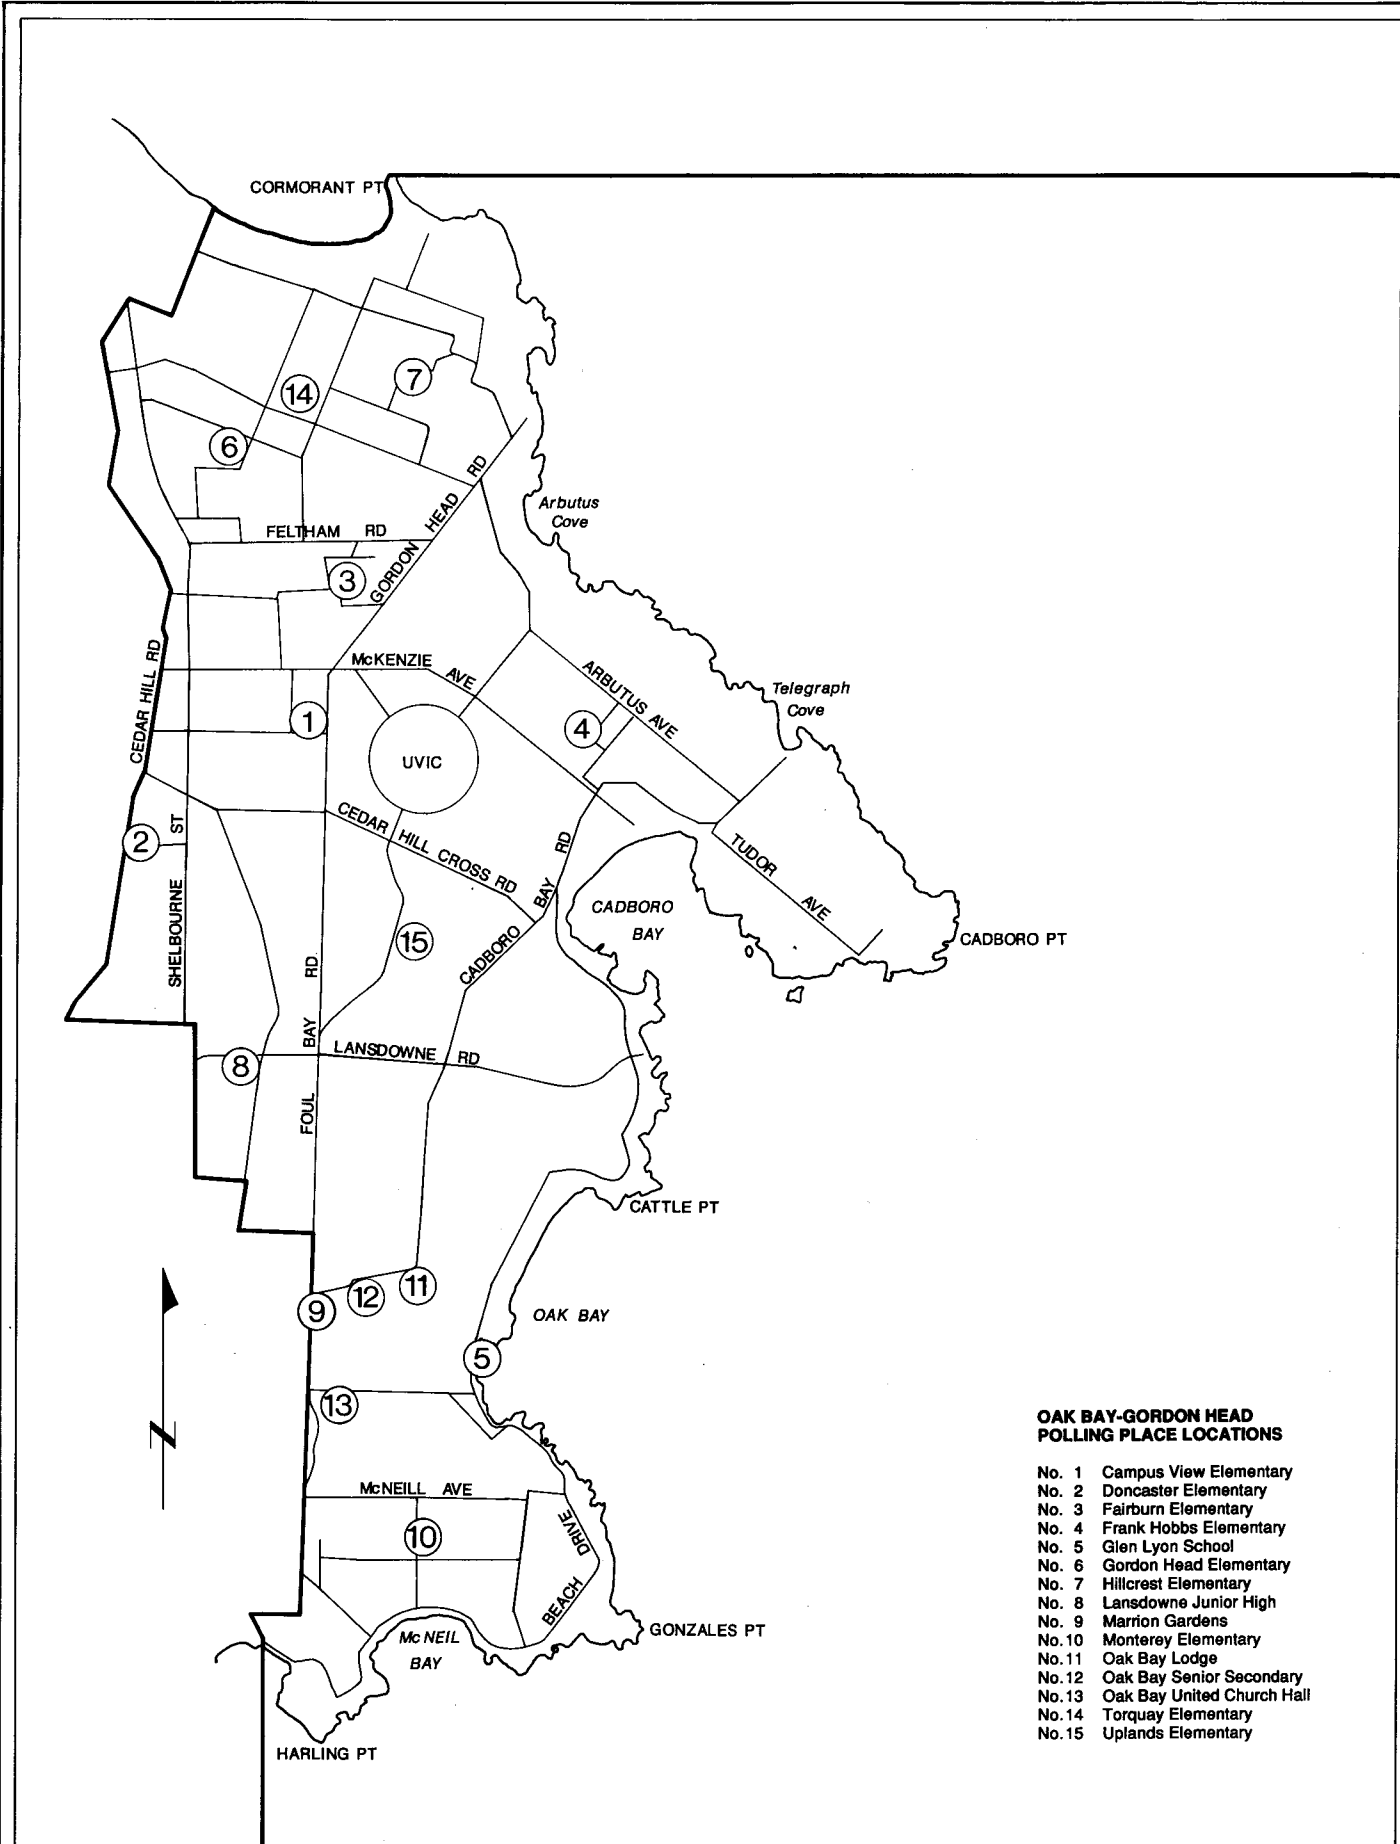 CORMORANT PT
7
14
6
GORDON HEAD RD
Arbutus
Cove
FELTHAM RD
3
CEDAR HILL RD
McKENZIE AVE
ARBUTUS AVE
Telegraph
Cove
1
4
UVIC
CEDAR HILL CROSS RD
2
SHELBOURNE ST
TUDOR AVE
CADBORO BAY RD
CADBORO
BAY
CADBORO PT
15
FOUL BAY RD
LANSDOWNE RD
8
CATTLE PT
11
12
9
OAK BAY
5
13
N
McNEILL AVE
10
BEACH DRIVE
McNEIL
BAY
GONZALES PT
HARLING PT
OAK BAY-GORDON HEAD
POLLING PLACE LOCATIONS
No. 1 Campus View Elementary
No. 2 Doncaster Elementary
No. 3 Fairburn Elementary
No. 4 Frank Hobbs Elementary
No. 5 Glen Lyon School
No. 6 Gordon Head Elementary
No. 7 Hillcrest Elementary
No. 8 Lansdowne Junior High
No. 9 Marrion Gardens
No. 10 Monterey Elementary
No. 11 Oak Bay Lodge
No. 12 Oak Bay Senior Secondary
No. 13 Oak Bay United Church Hall
No. 14 Torquay Elementary
No. 15 Uplands Elementary